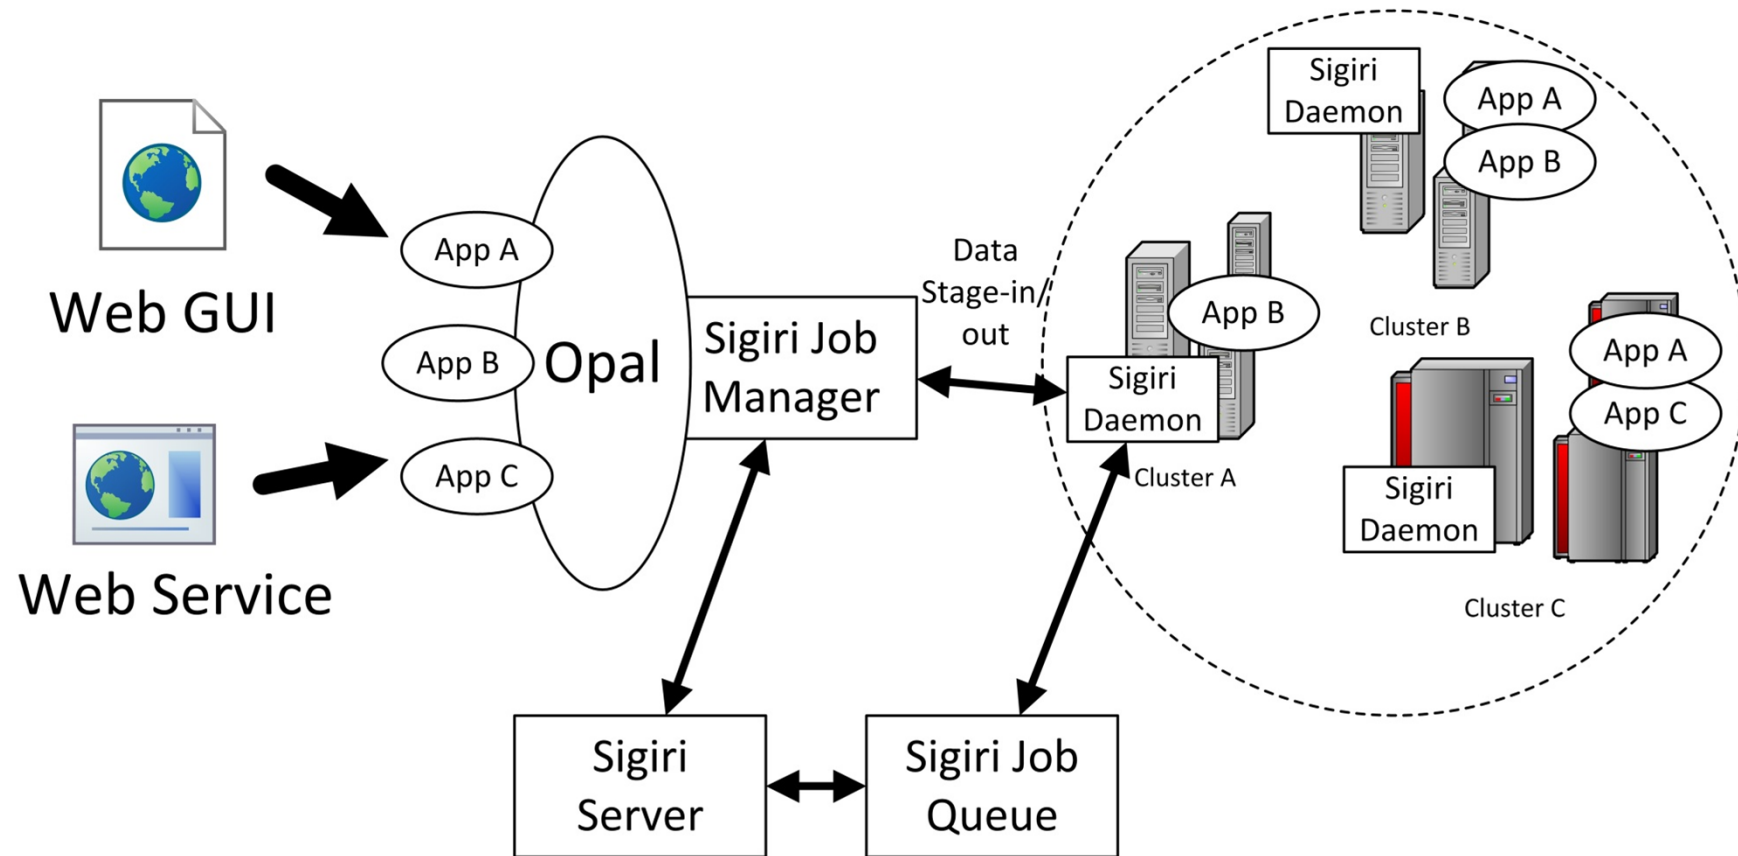 Web GUI
Web Service
App A
App B
App C
Opal
Sigiri Job
Manager
Data
Stage-in/
out
Sigiri
Server
Sigiri Job
Queue
Sigiri
Daemon
App B
Cluster A
Sigiri
Daemon
App A
App B
Cluster B
App A
App C
Sigiri
Daemon
Cluster C